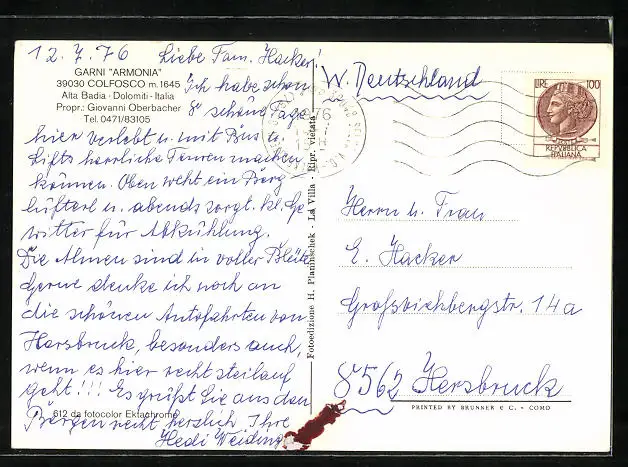 12.7.76 Liebe Fam. Hacker!
GARNI "ARMONIA"
39030 COLFOSCO m. 1645
Alta Badia - Dolomiti - Italia
Propr.: Giovanni Oberbacher
Tel. 0471/83105
Ich habe schon
8 schöne Tage
hier verlebt u. mit Bus u.
Lifts herrliche Touren machen
können. Oben weht ein Berg-
lüfterl u. abends sorgt kl. Ge
witter für Abkühlung.
Die Almen sind in voller Blüte
Gerne denke ich noch an
die schönen Autofahrten von
Hersbruck, besonders auch,
wenn es hier recht steilauf
geht!!! Es grüßt Sie aus den
612 da fotocolor Ektachrome
Bergen recht herzlich Ihre
Hedi Weiding
Fotoedizione H. Planinschek - La Villa - Ripr. vietata
W. Deutschland
LIRE 100
REPVBBLICA
ITALIANA
Herrn u. Frau
E. Hacker
Großviehbergstr. 14a
8562 Hersbruck
PRINTED BY BRUNNER & C. - COMO